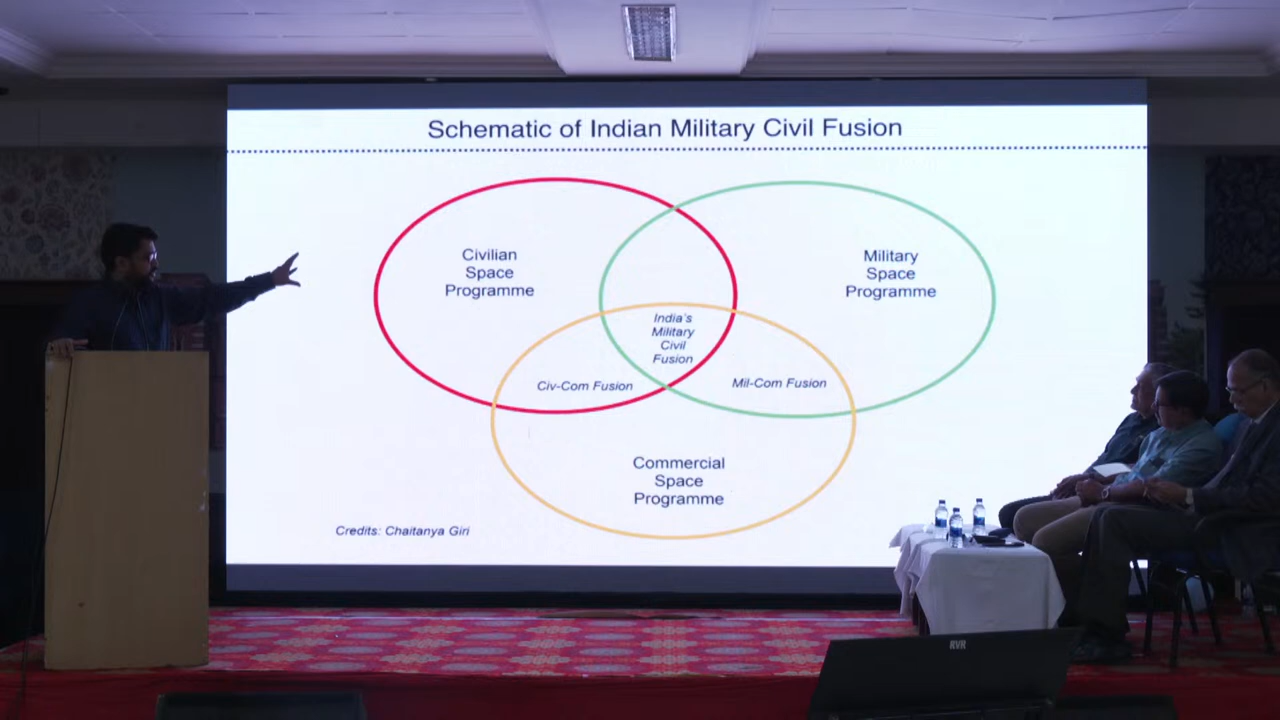 Schematic of Indian Military Civil Fusion
Civilian
Space
Programme
Military
Space
Programme
India's
Military
Civil
Fusion
Civ-Com Fusion
Mil-Com Fusion
Commercial
Space
Programme
Credits: Chaitanya Giri
RVR